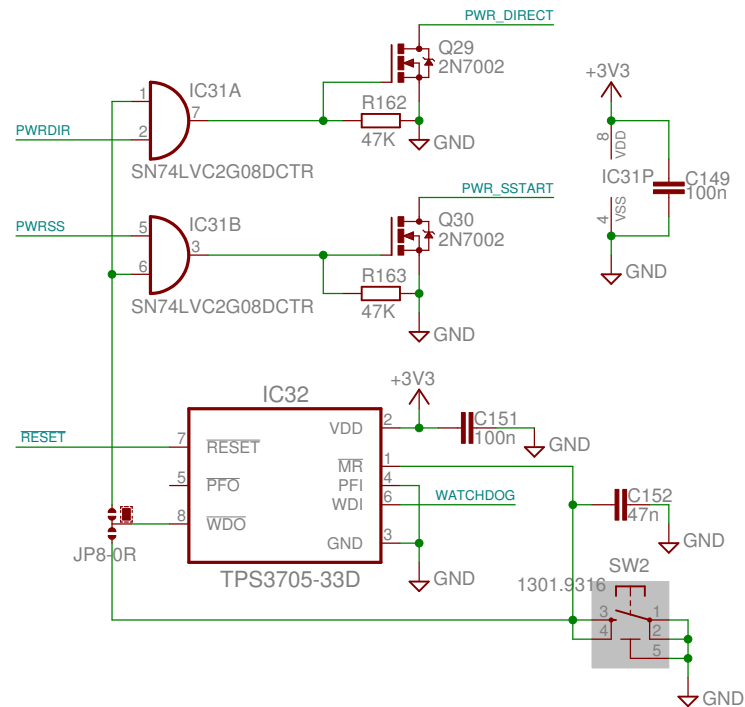 PWR_DIRECT
Q29
2N7002
IC31A
1
7
2
PWRDIR
R162
47K
GND
SN74LVC2G08DCTR
+3V3
8
VDD
IC31P
C149
100n
4
VSS
GND
PWR_SSTART
Q30
2N7002
IC31B
PWRSS
5
3
6
R163
47K
SN74LVC2G08DCTR
GND
IC32
+3V3
VDD
2
C151
100n
GND
RESET
7
RESET
MR
1
5
PFO
PFI
4
WDI
6
WATCHDOG
8
WDO
GND
3
JP8-0R
TPS3705-33D
GND
C152
47n
GND
SW2
1301.9316
3
1
4
2
5
GND